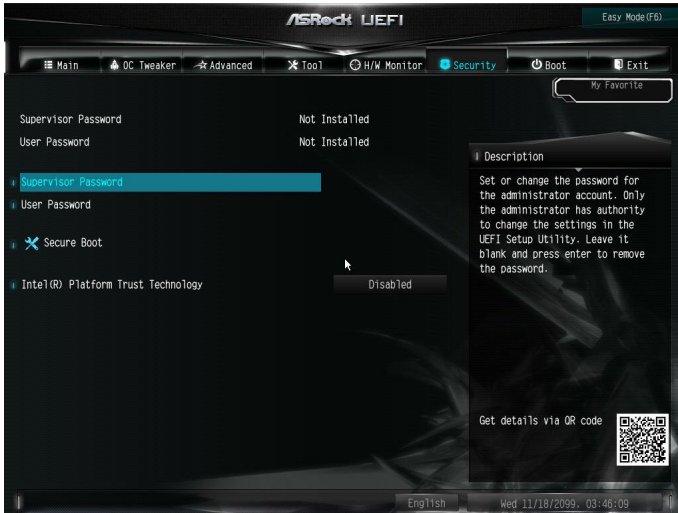 ASRock UEFI
Easy Mode(F6)
Main OC Tweaker Advanced Tool H/W Monitor Security Boot Exit
My Favorite
Supervisor Password Not Installed
User Password Not Installed
Supervisor Password
User Password
Secure Boot
Intel(R) Platform Trust Technology Disabled
Description
Set or change the password for
the administrator account. Only
the administrator has authority
to change the settings in the
UEFI Setup Utility. Leave it
blank and press enter to remove
the password.
Get details via QR code
English Wed 11/18/2099. 03:46:09